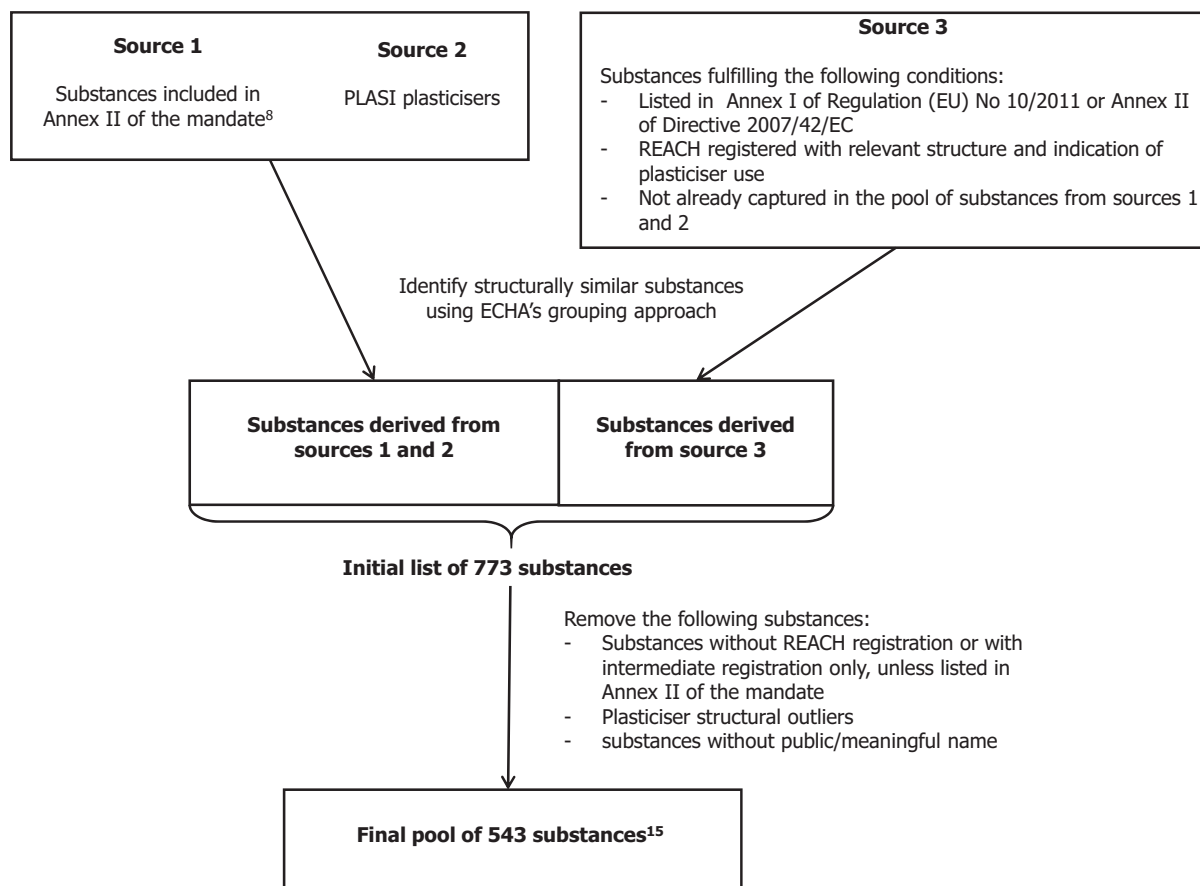 Source 1
Substances included in
Annex II of the mandate8
Source 2
PLASI plasticisers
Source 3
Substances fulfilling the following conditions:
- Listed in Annex I of Regulation (EU) No 10/2011 or Annex II
of Directive 2007/42/EC
- REACH registered with relevant structure and indication of
plasticiser use
- Not already captured in the pool of substances from sources 1
and 2
Identify structurally similar substances
using ECHA's grouping approach
Substances derived from
sources 1 and 2
Substances derived
from source 3
Initial list of 773 substances
Remove the following substances:
- Substances without REACH registration or with
intermediate registration only, unless listed in
Annex II of the mandate
- Plasticiser structural outliers
- substances without public/meaningful name
Final pool of 543 substances15